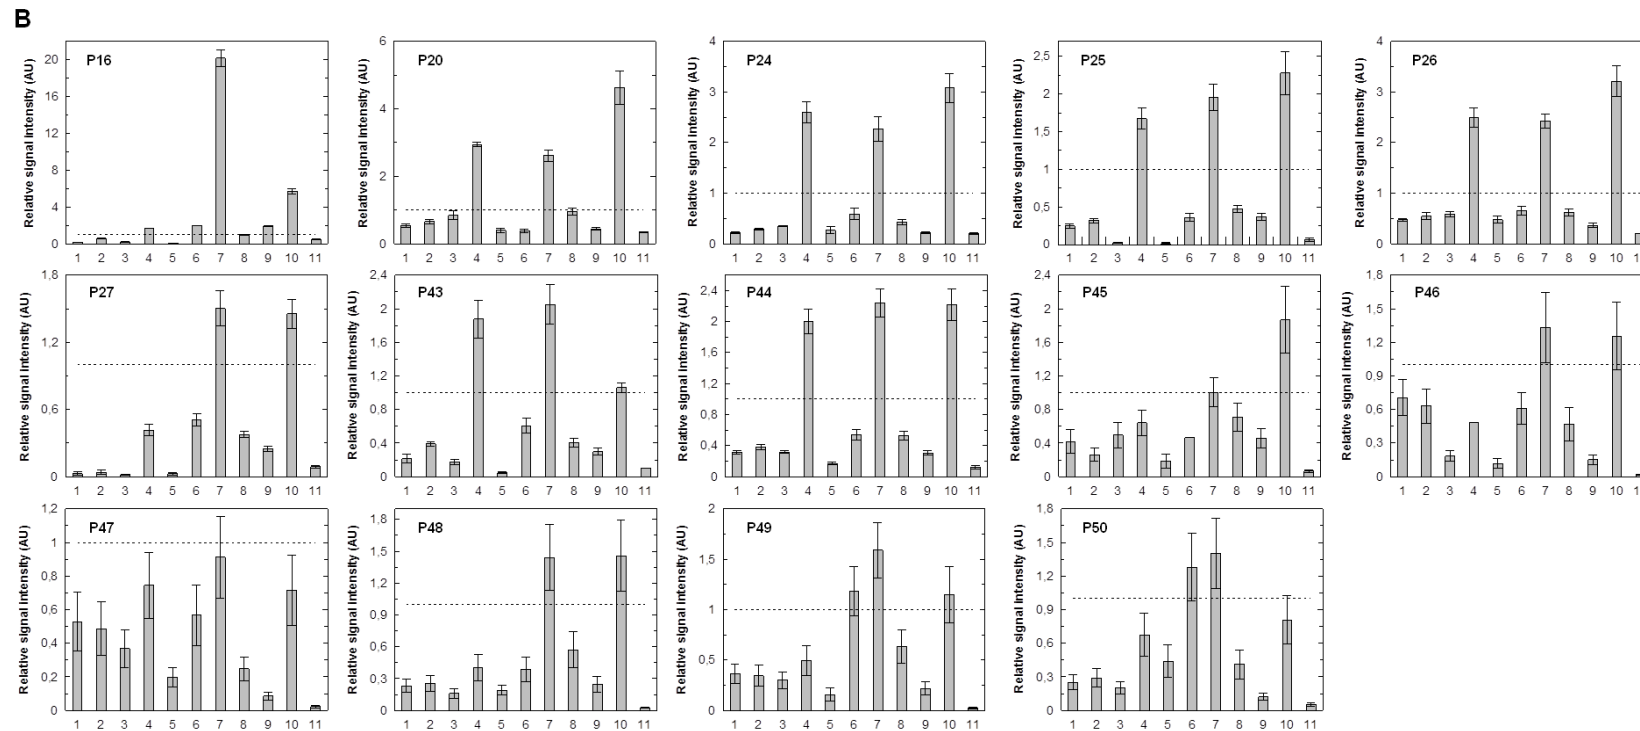 B
Relative signal intensity (AU)
P16
20
16
12
8
4
2
0
1 2 3 4 5 6 7 8 9 10 11
Relative signal intensity (AU)
P20
6
4
2
0
1 2 3 4 5 6 7 8 9 10 11
Relative signal intensity (AU)
P24
4
3
2
1
0
1 2 3 4 5 6 7 8 9 10 11
Relative signal intensity (AU)
P25
2,5
2
1,5
1
0,5
0
1 2 3 4 5 6 7 8 9 10 11
Relative signal intensity (AU)
P26
4
3
2
1
0
1 2 3 4 5 6 7 8 9 10 1
Relative signal intensity (AU)
P27
1,8
1,2
0,6
0
1 2 3 4 5 6 7 8 9 10 11
Relative signal intensity (AU)
P43
2,4
2
1,6
1,2
0,8
0,4
0
1 2 3 4 5 6 7 8 9 10 11
Relative signal intensity (AU)
P44
2,4
2
1,6
1,2
0,8
0,4
0
1 2 3 4 5 6 7 8 9 10 11
Relative signal intensity (AU)
P45
2,4
2
1,6
1,2
0,8
0,4
0
1 2 3 4 5 6 7 8 9 10 11
Relative signal intensity (AU)
P46
1,8
1,5
1,2
0,9
0,6
0,3
0
1 2 3 4 5 6 7 8 9 10 1
Relative signal intensity (AU)
P47
1,2
1
0,8
0,6
0,4
0,2
0
1 2 3 4 5 6 7 8 9 10 11
Relative signal intensity (AU)
P48
1,8
1,5
1,2
0,9
0,6
0,3
0
1 2 3 4 5 6 7 8 9 10 11
Relative signal intensity (AU)
P49
2
1,5
1
0,5
0
1 2 3 4 5 6 7 8 9 10 11
Relative signal intensity (AU)
P50
1,8
1,5
1,2
0,9
0,6
0,3
0
1 2 3 4 5 6 7 8 9 10 11